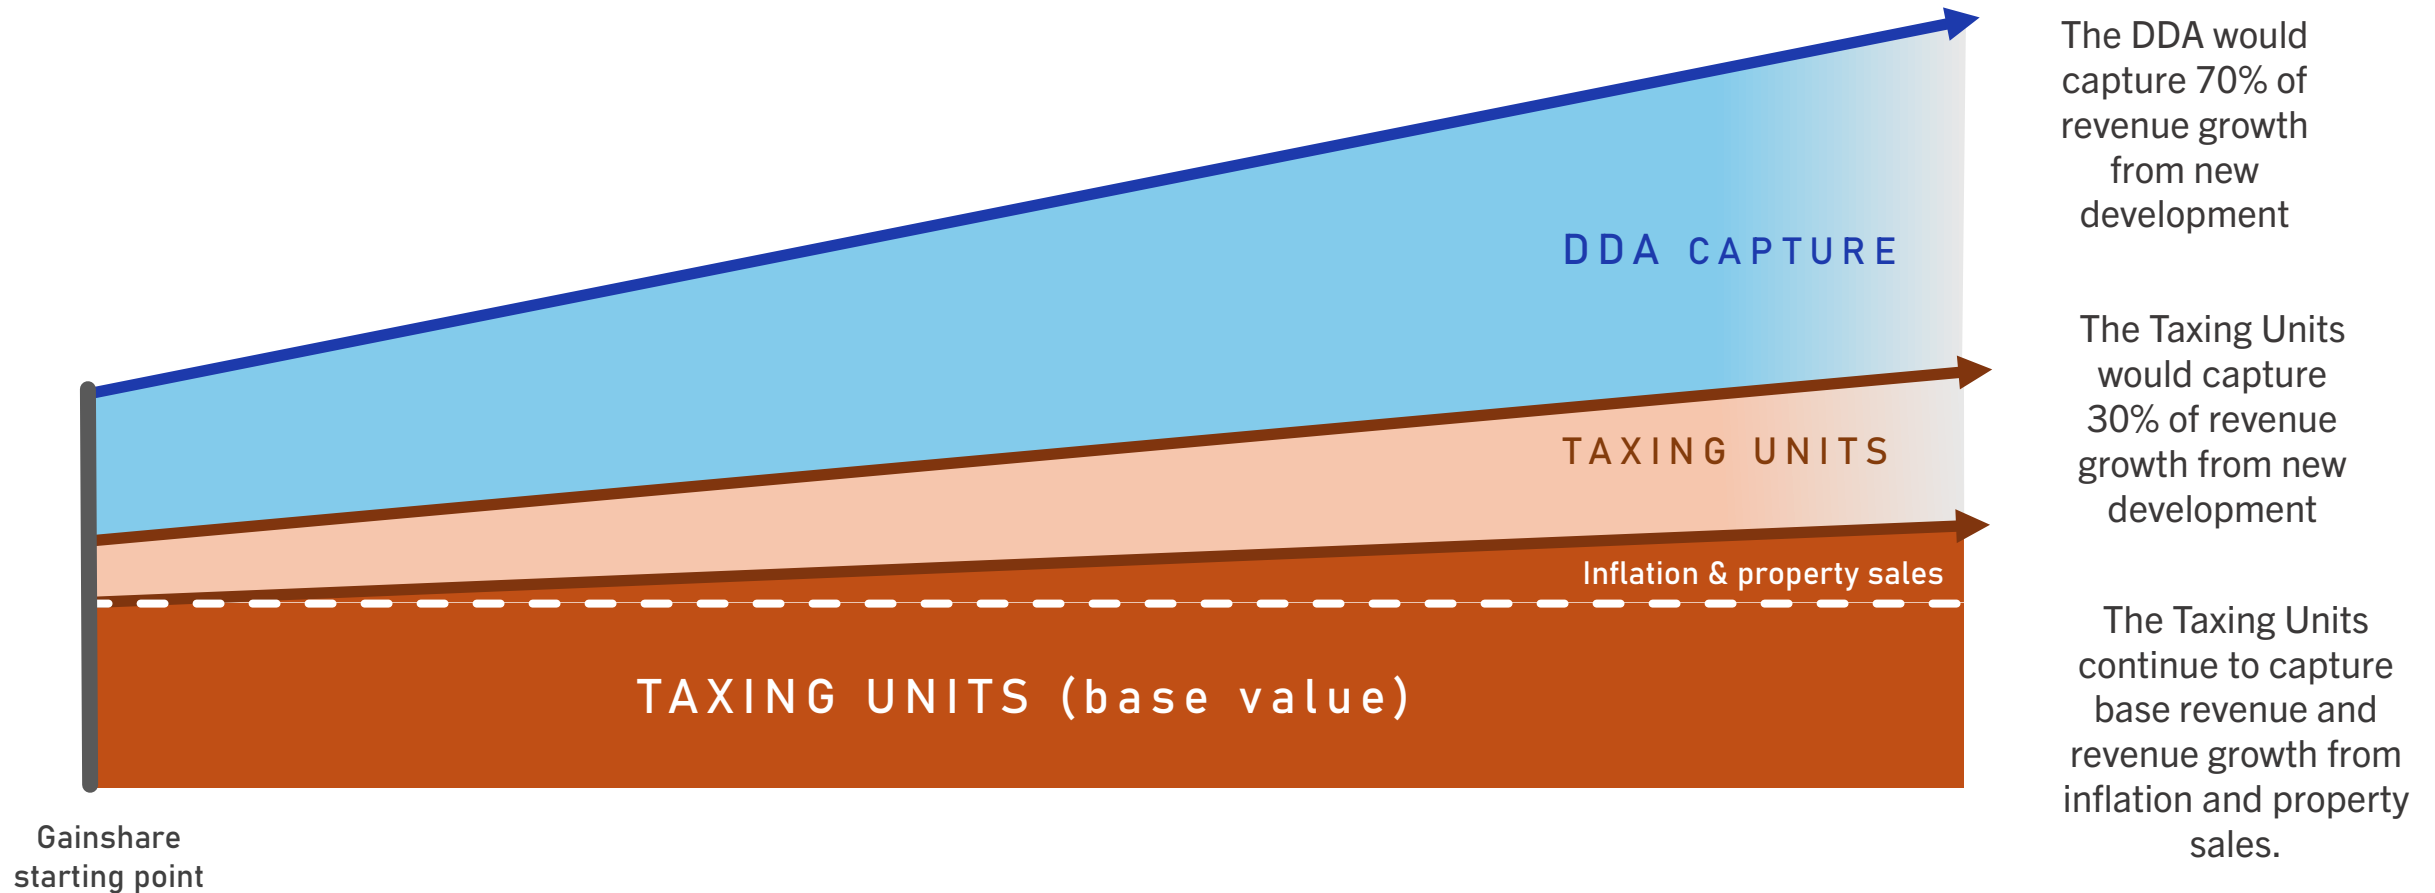 The DDA would
capture 70% of
revenue growth
from new
development
DDA CAPTURE
The Taxing Units
would capture
30% of revenue
growth from new
development
TAXING UNITS
Inflation & property sales
The Taxing Units
continue to capture
base revenue and
revenue growth from
inflation and property
sales.
TAXING UNITS (base value)
Gainshare
starting point